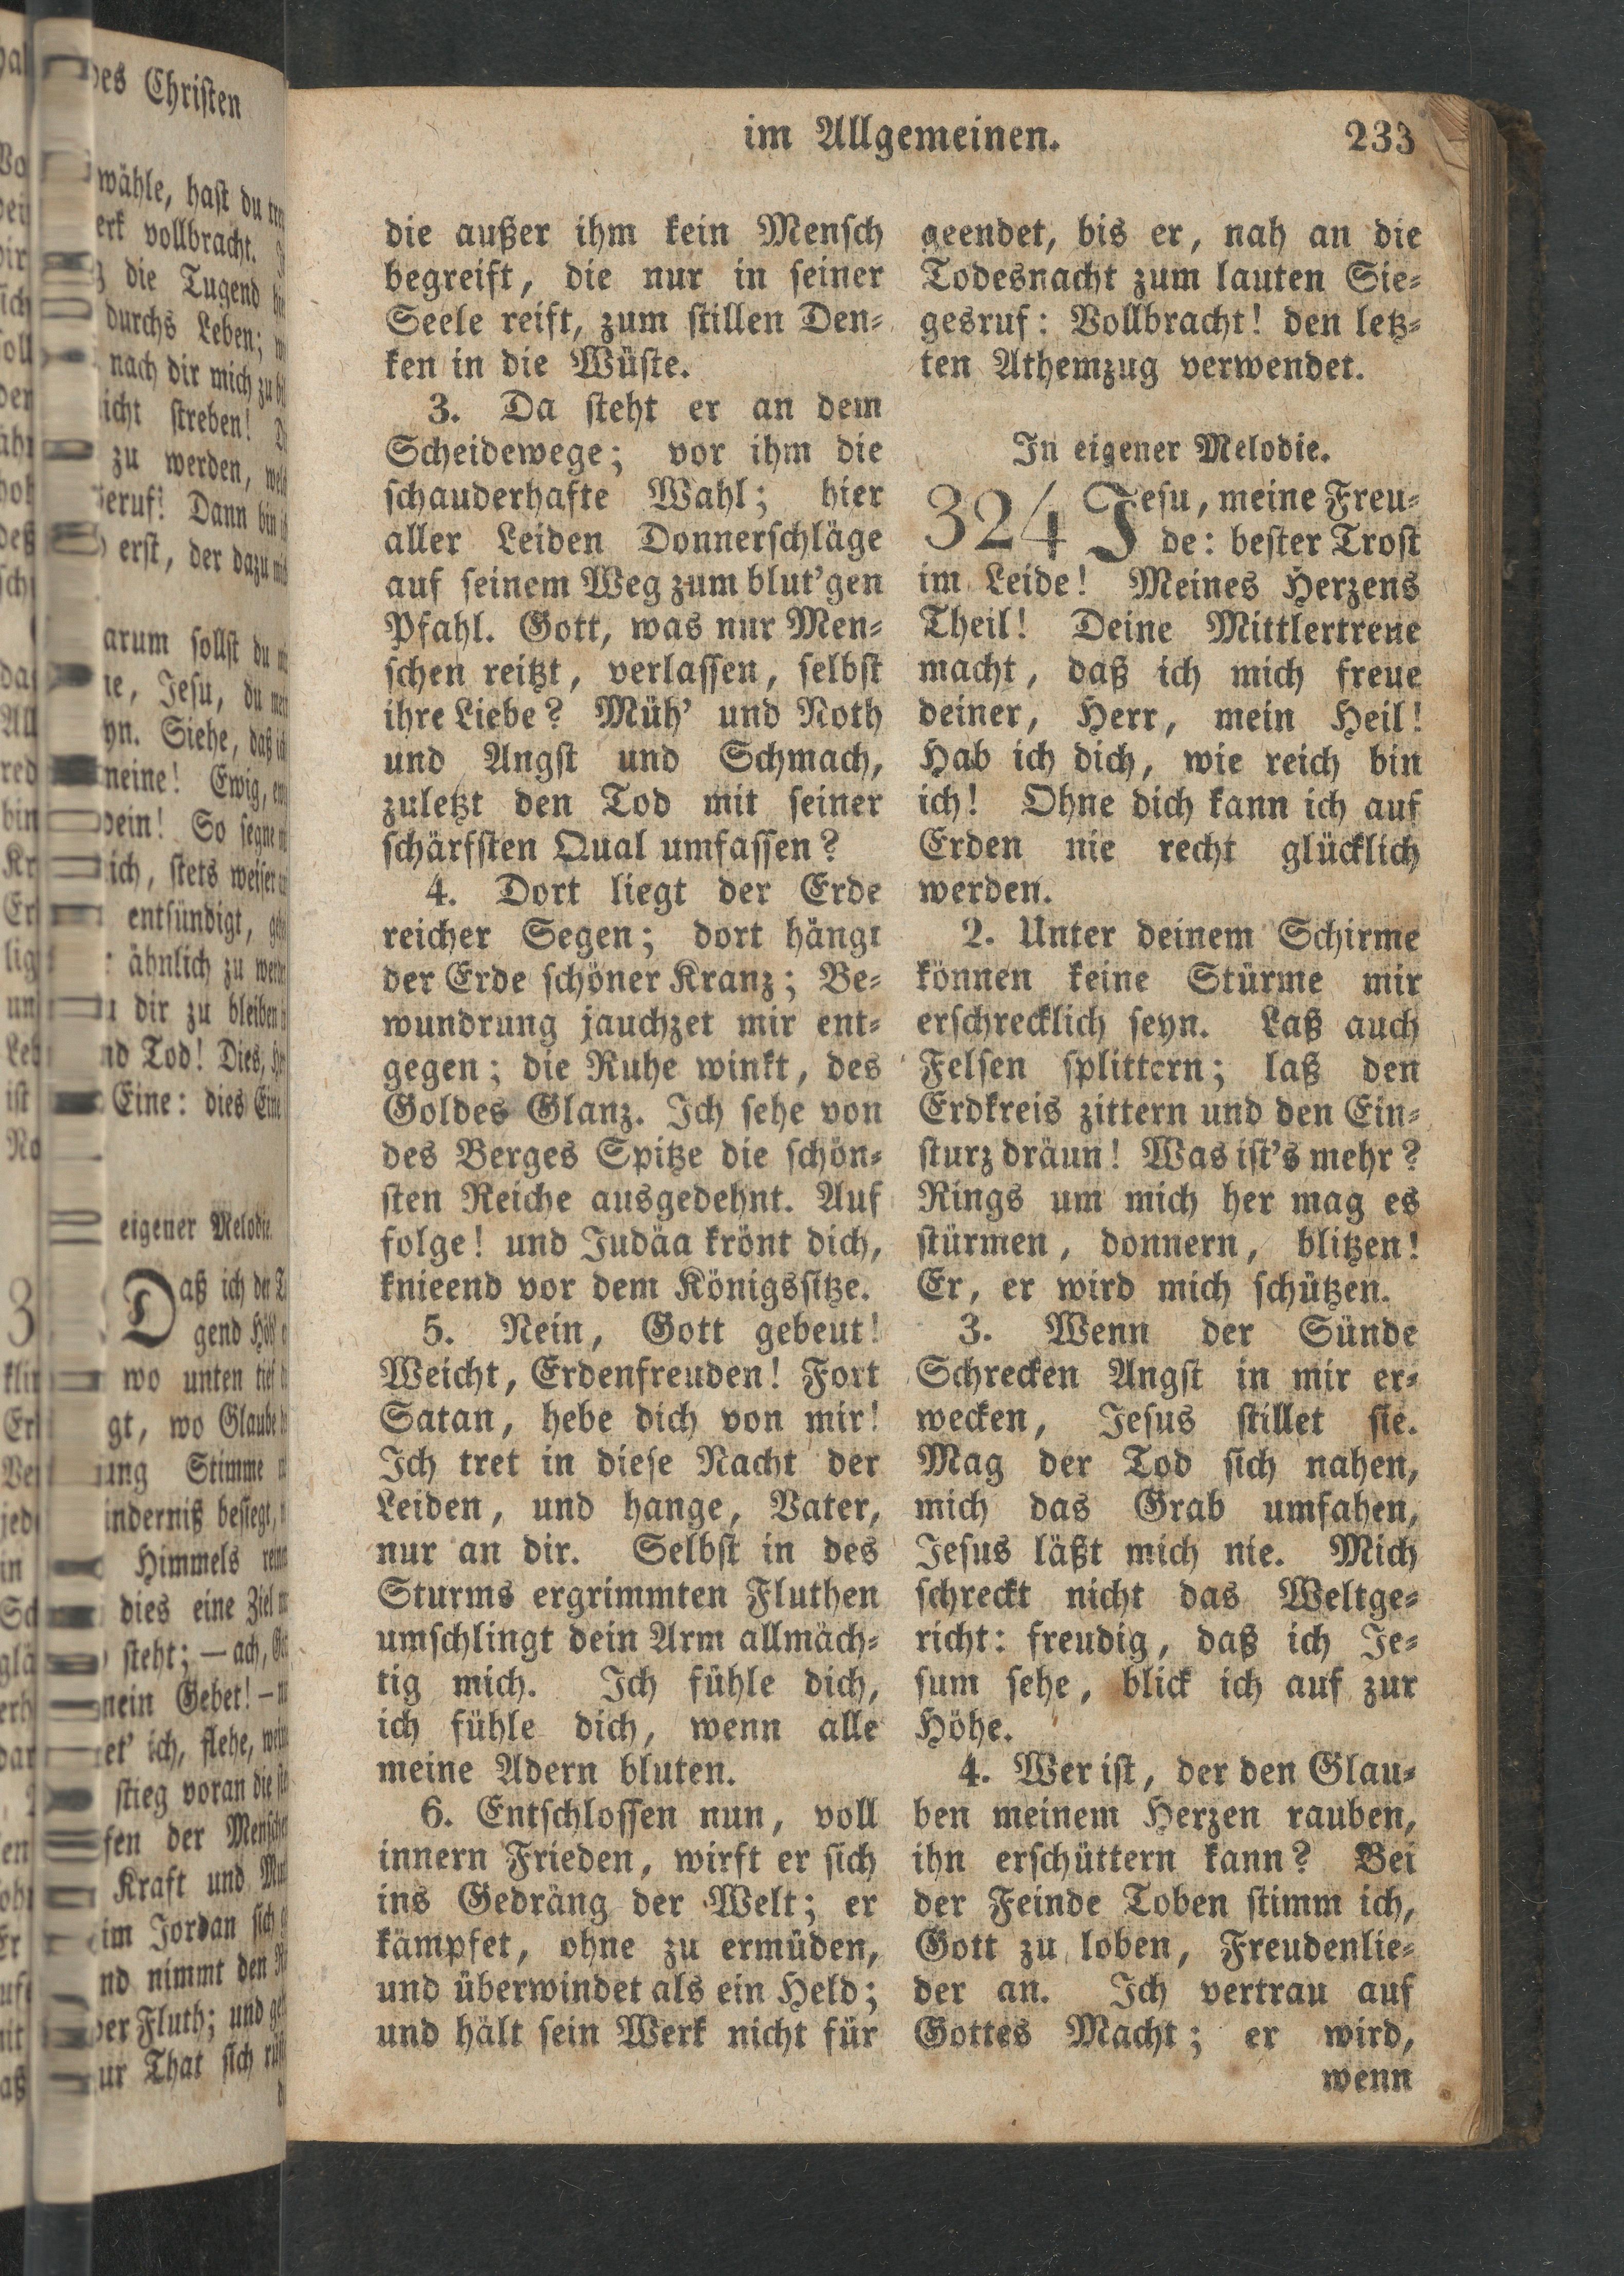 im Allgemeinen.
233
die außer ihm kein Mensch
begreift, die nur in seiner
Seele reift, zum stillen Den-
ken in die Wüste.
3. Da steht er an dem
Scheidewege; vor ihm die
schauderhafte Wahl; hier
aller Leiden Donnerschläge
auf seinem Weg zum blut'gen
Pfahl. Gott, was nur Men-
schen reitzt, verlassen, selbst
ihre Liebe? Müh' und Noth
und Angst und Schmach,
zuletzt den Tod mit seiner
schärfsten Qual umfassen?
4. Dort liegt der Erde
reicher Segen; dort hängt
der Erde schöner Kranz; Be-
wundrung jauchzet mir ent-
gegen; die Ruhe winkt, des
Goldes Glanz. Ich sehe von
des Berges Spitze die schön-
sten Reiche ausgedehnt. Auf
folge! und Judäa krönt dich,
knieend vor dem Königssitze.
5. Nein, Gott gebeut!
Weicht, Erdenfreuden! Fort
Satan, hebe dich von mir!
Ich tret in diese Nacht der
Leiden, und hange, Vater,
nur an dir. Selbst in des
Sturms ergrimmten Fluthen
umschlingt dein Arm allmäch-
tig mich. Ich fühle dich,
ich fühle dich, wenn alle
meine Adern bluten.
6. Entschlossen nun, voll
innern Frieden, wirft er sich
ins Gedräng der Welt; er
kämpfet, ohne zu ermüden,
und überwindet als ein Held;
und hält sein Werk nicht für
geendet, bis er, nah an die
Todesnacht zum lauten Sie-
gesruf: Vollbracht! den letz-
ten Athemzug verwendet.
In eigener Melodie.
324 Jesu, meine Freu-
de: bester Trost
im Leide! Meines Herzens
Theil! Deine Mittlertreue
macht, daß ich mich freue
deiner, Herr, mein Heil!
Hab ich dich, wie reich bin
ich! Ohne dich kann ich auf
Erden nie recht glücklich
werden.
2. Unter deinem Schirme
können keine Stürme mir
erschrecklich seyn. Laß auch
Felsen splittern; laß den
Erdkreis zittern und den Ein-
sturz dräun! Was ist's mehr?
Rings um mich her mag es
stürmen, donnern, blitzen!
Er, er wird mich schützen.
3. Wenn der Sünde
Schrecken Angst in mir er-
wecken, Jesus stillet sie.
Mag der Tod sich nahen,
mich das Grab umfahen,
Jesus läßt mich nie. Mich
schreckt nicht das Weltge-
richt: freudig, daß ich Je-
sum sehe, blick ich auf zur
Höhe.
4. Wer ist, der den Glau-
ben meinem Herzen rauben,
ihn erschüttern kann? Bei
der Feinde Toben stimm ich,
Gott zu loben, Freudenlie-
der an. Ich vertrau auf
Gottes Macht; er wird,
wenn